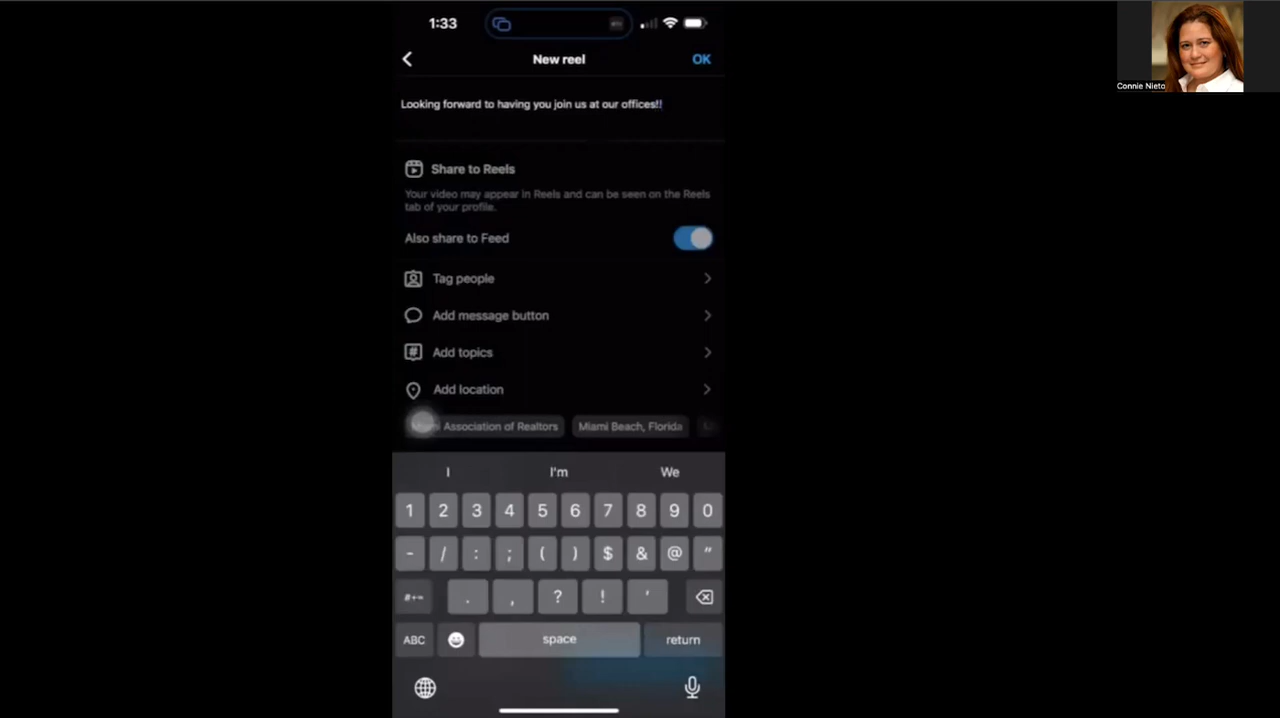 1:33
New reel
OK
Looking forward to having you join us at our offices!!
Share to Reels
Your video may appear in Reels and can be seen on the Reels
tab of your profile.
Also share to Feed
Tag people
Add message button
Add topics
Add location
Miami Association of Realtors
Miami Beach, Florida
I
I'm
We
1 2 3 4 5 6 7 8 9 0
- / : ; ( ) $ & @ "
#+=
. , ? ! '
ABC
space
return
Connie Nieto